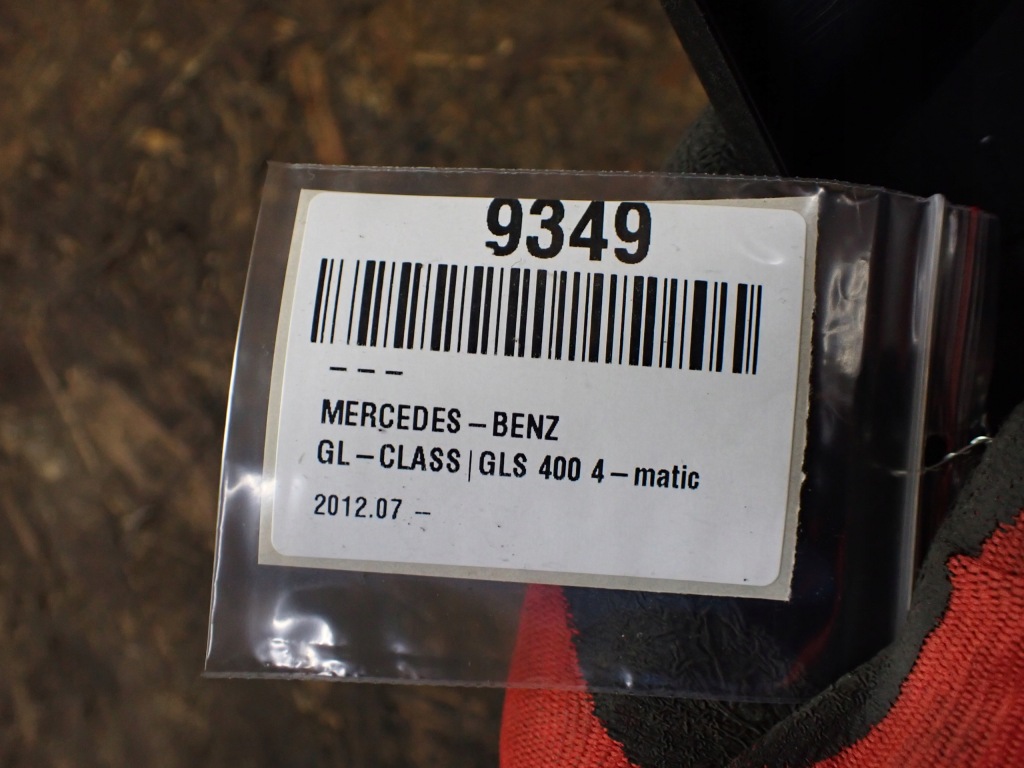 9349
---
MERCEDES-BENZ
GL-CLASS|GLS 400 4-matic
2012.07 -